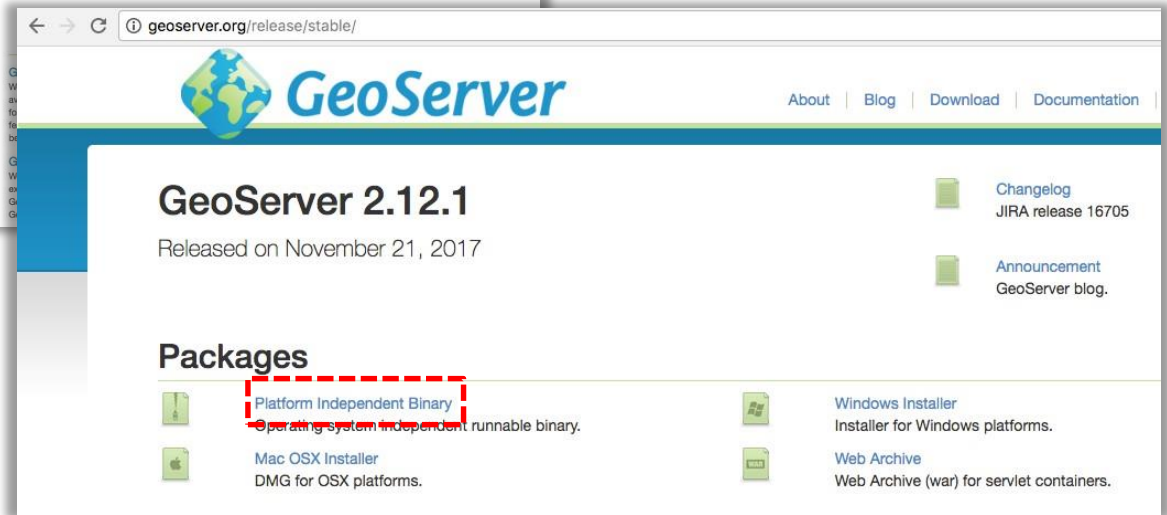 geoserver.org/release/stable/
GeoServer
About | Blog | Download | Documentation |
GeoServer 2.12.1
Released on November 21, 2017
Changelog
JIRA release 16705
Announcement
GeoServer blog.
Packages
Platform Independent Binary
Operating system independent runnable binary.
Windows Installer
Installer for Windows platforms.
Mac OSX Installer
DMG for OSX platforms.
WAR
Web Archive
Web Archive (war) for servlet containers.